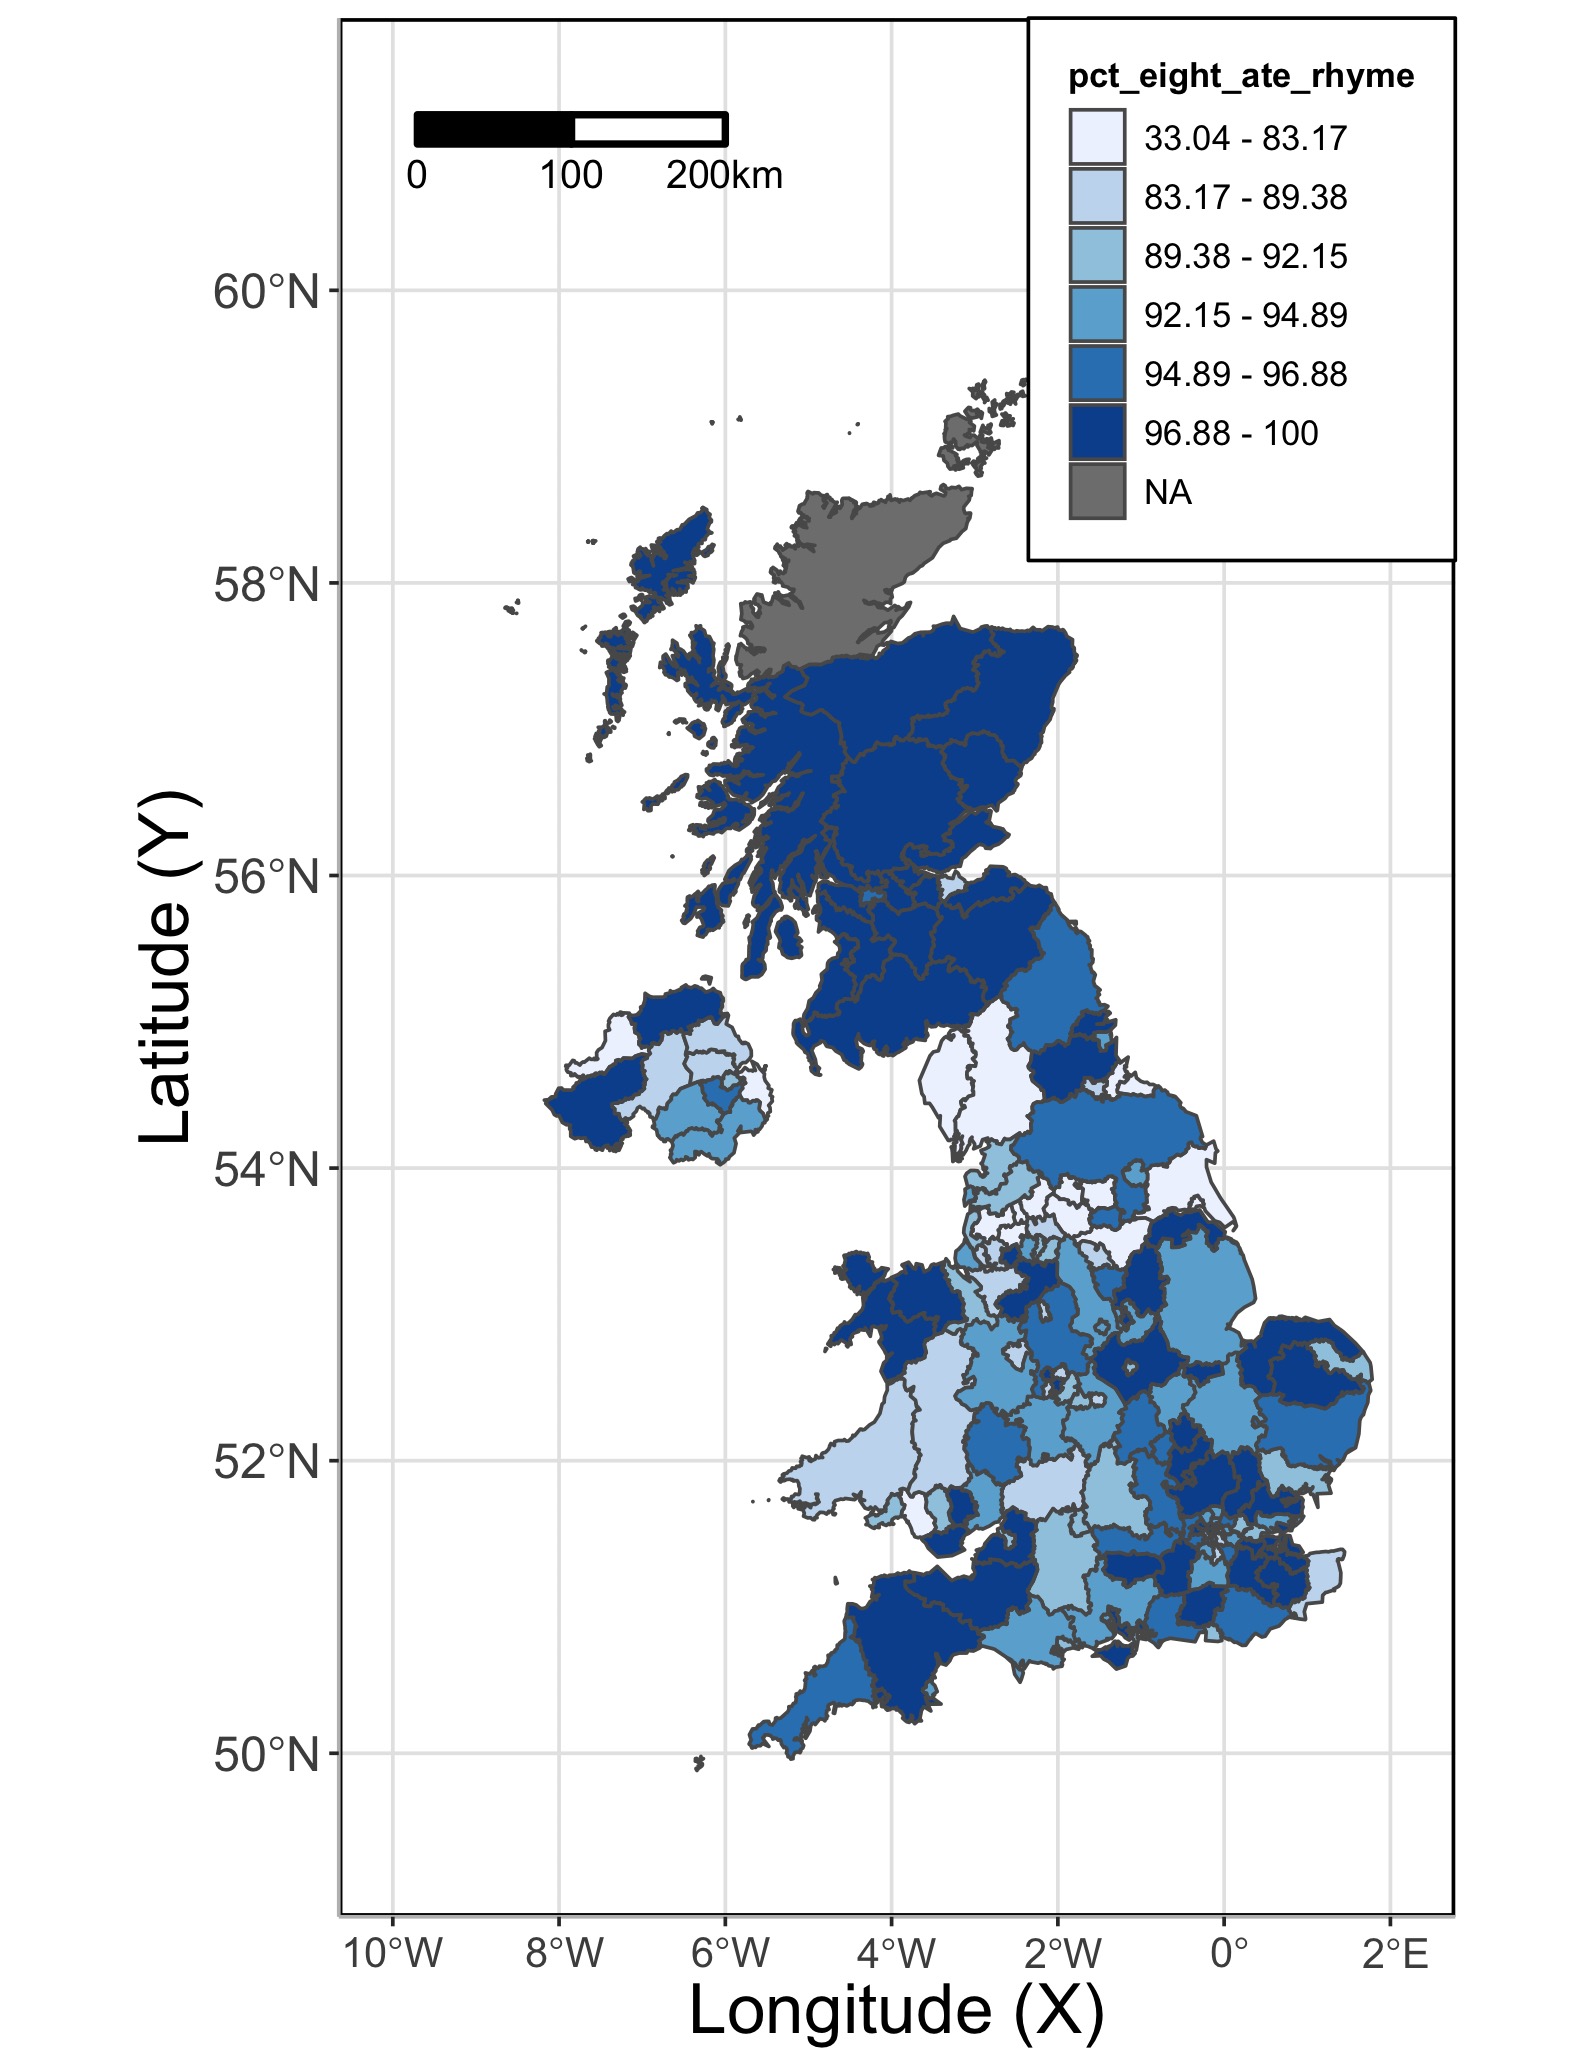 pct_eight_ate_rhyme
33.04 - 83.17
83.17 - 89.38
89.38 - 92.15
92.15 - 94.89
94.89 - 96.88
96.88 - 100
NA
0 100 200km
60°N
58°N
56°N
54°N
52°N
50°N
Latitude (Y)
10°W 8°W 6°W 4°W 2°W 0° 2°E
Longitude (X)